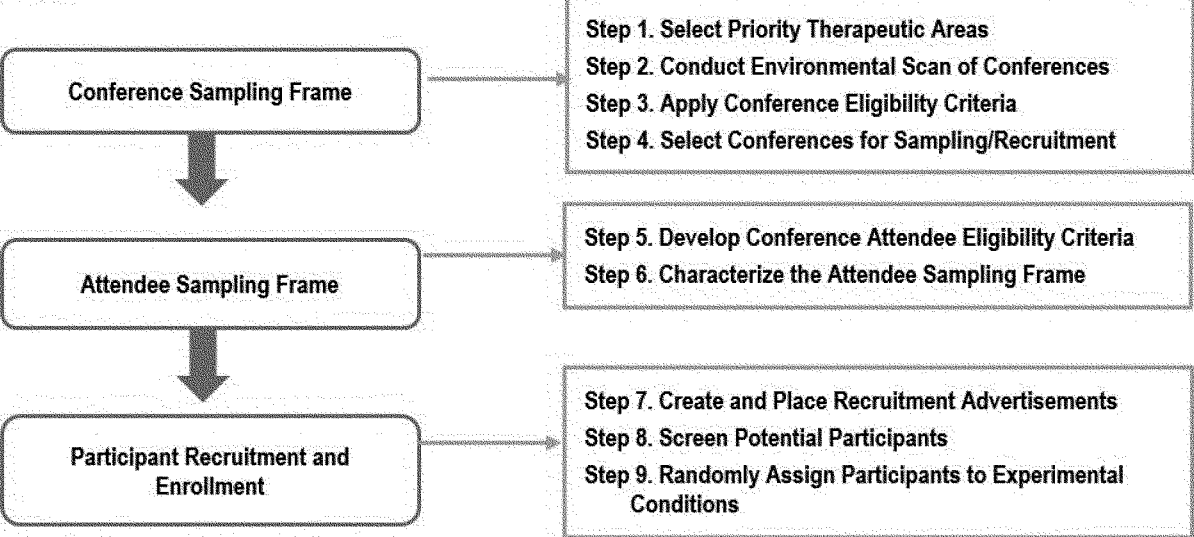 Conference Sampling Frame
Step 1. Select Priority Therapeutic Areas
Step 2. Conduct Environmental Scan of Conferences
Step 3. Apply Conference Eligibility Criteria
Step 4. Select Conferences for Sampling/Recruitment
Attendee Sampling Frame
Step 5. Develop Conference Attendee Eligibility Criteria
Step 6. Characterize the Attendee Sampling Frame
Participant Recruitment and
Enrollment
Step 7. Create and Place Recruitment Advertisements
Step 8. Screen Potential Participants
Step 9. Randomly Assign Participants to Experimental
Conditions